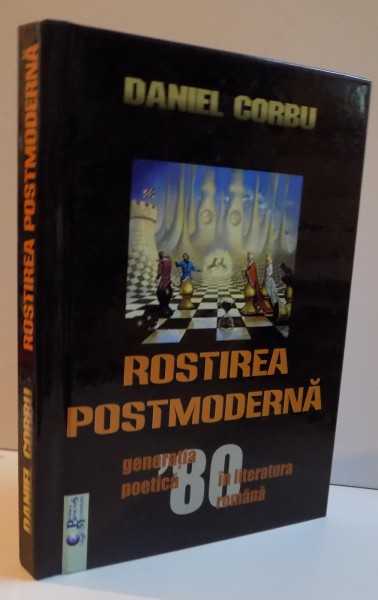 DANIEL CORBU
ROSTIREA
POSTMODERNĂ
generația
poetică
'80
în literatura
română
DANIEL CORBU
ROSTIREA POSTMODERNĂ